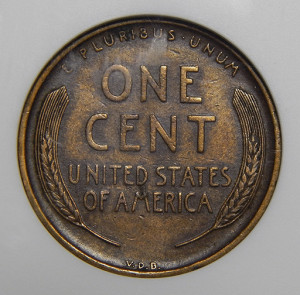 E·PLURIBUS·UNUM
ONE
CENT
UNITED STATES
OF AMERICA
V.D.B.